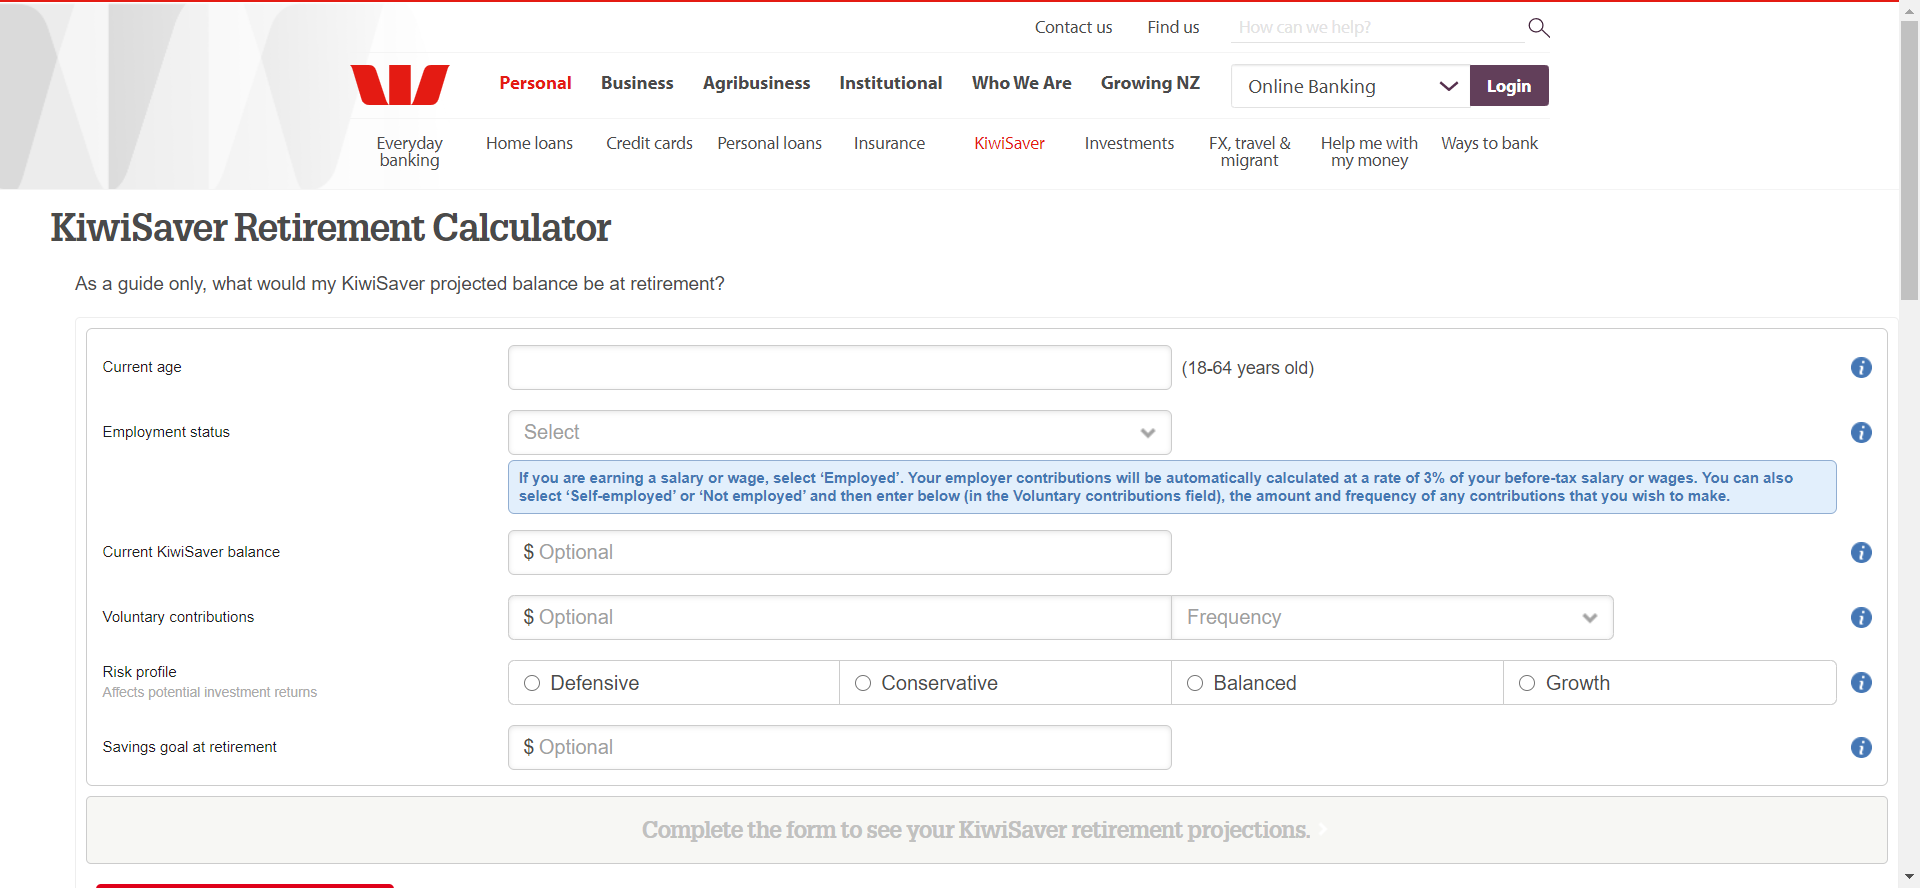 Contact us
Find us
How can we help?
Personal
Business
Agribusiness
Institutional
Who We Are
Growing NZ
Online Banking
Login
Everyday
banking
Home loans
Credit cards
Personal loans
Insurance
KiwiSaver
Investments
FX, travel &
migrant
Help me with
my money
Ways to bank
KiwiSaver Retirement Calculator
As a guide only, what would my KiwiSaver projected balance be at retirement?
Current age
(18-64 years old)
Employment status
Select
If you are earning a salary or wage, select ‘Employed’. Your employer contributions will be automatically calculated at a rate of 3% of your before-tax salary or wages. You can also
select ‘Self-employed’ or ‘Not employed’ and then enter below (in the Voluntary contributions field), the amount and frequency of any contributions that you wish to make.
Current KiwiSaver balance
$ Optional
Voluntary contributions
$ Optional
Frequency
Risk profile
Affects potential investment returns
Defensive
Conservative
Balanced
Growth
Savings goal at retirement
$ Optional
Complete the form to see your KiwiSaver retirement projections.